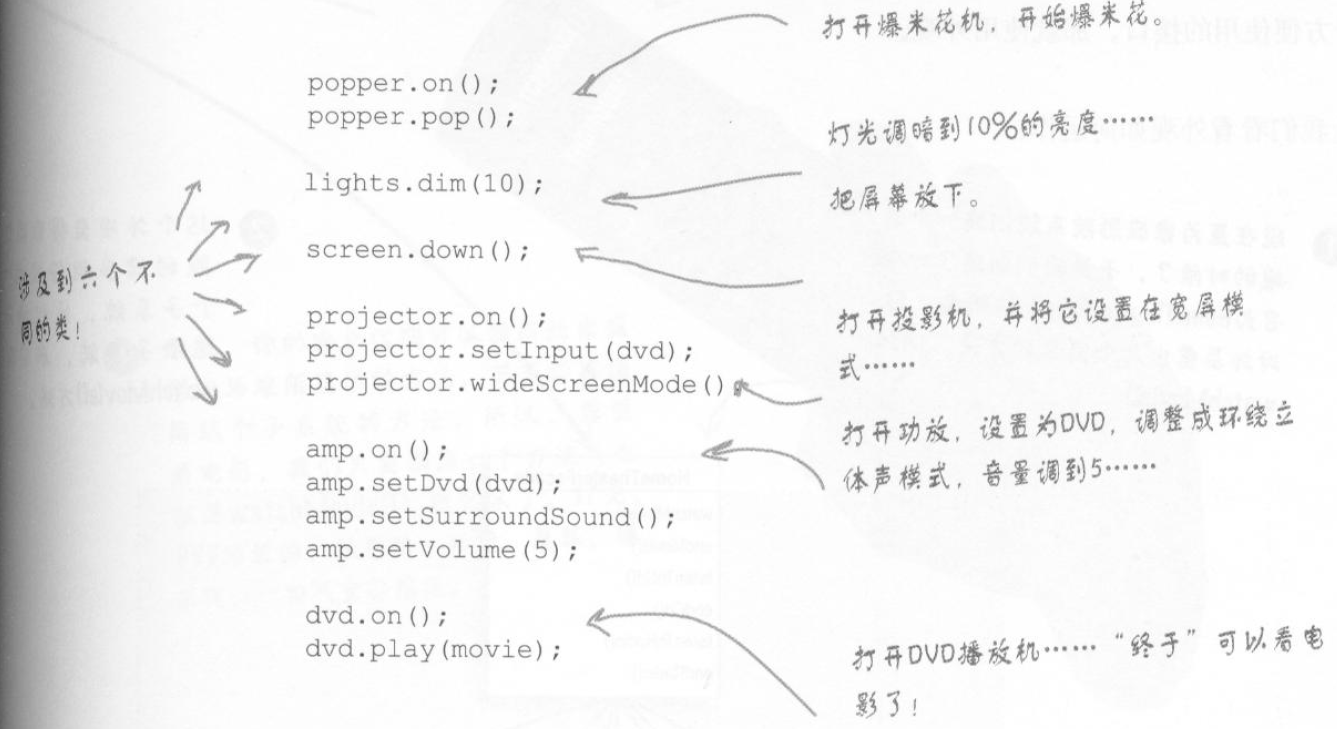 打开爆米花机，开始爆米花。
popper.on();
popper.pop();
灯光调暗到10%的亮度……
lights.dim(10);
把屏幕放下。
screen.down();
涉及到六个不
同的类！
打开投影机，并将它设置在宽屏模
式……
projector.on();
projector.setInput(dvd);
projector.wideScreenMode()
打开功放，设置为DVD，调整成环绕立
体声模式，音量调到5……
amp.on();
amp.setDvd(dvd);
amp.setSurroundSound();
amp.setVolume(5);
dvd.on();
dvd.play(movie);
打开DVD播放机……“终于”可以看电
影了！